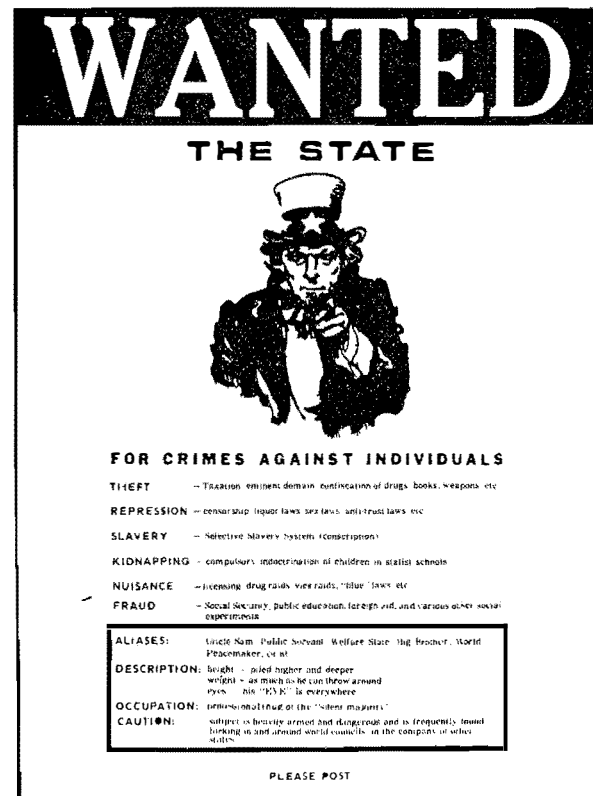 WANTED
THE STATE
FOR CRIMES AGAINST INDIVIDUALS
THEFT – Taxation eminent domain confiscation of drugs, books, weapons etc
REPRESSION – censorship liquor laws sex laws anti-trust laws etc
SLAVERY – Selective Slavery System (conscription)
KIDNAPPING – compulsory indoctrination of children in statist schools
NUISANCE – licensing drug raids vice raids, "blue" laws etc
FRAUD – Social Security, public education, foreign aid, and various other social
experiments
ALIASES: Uncle Sam Public Servant Welfare State Big Brother, World
Peacemaker, et al
DESCRIPTION: height – piled higher and deeper
weight – as much as he can throw around
eyes – his "EYE" is everywhere
OCCUPATION: professional thug of the "silent majority"
CAUTION: subject is heavily armed and dangerous and is frequently found
lurking in and around world councils in the company of other
states
PLEASE POST